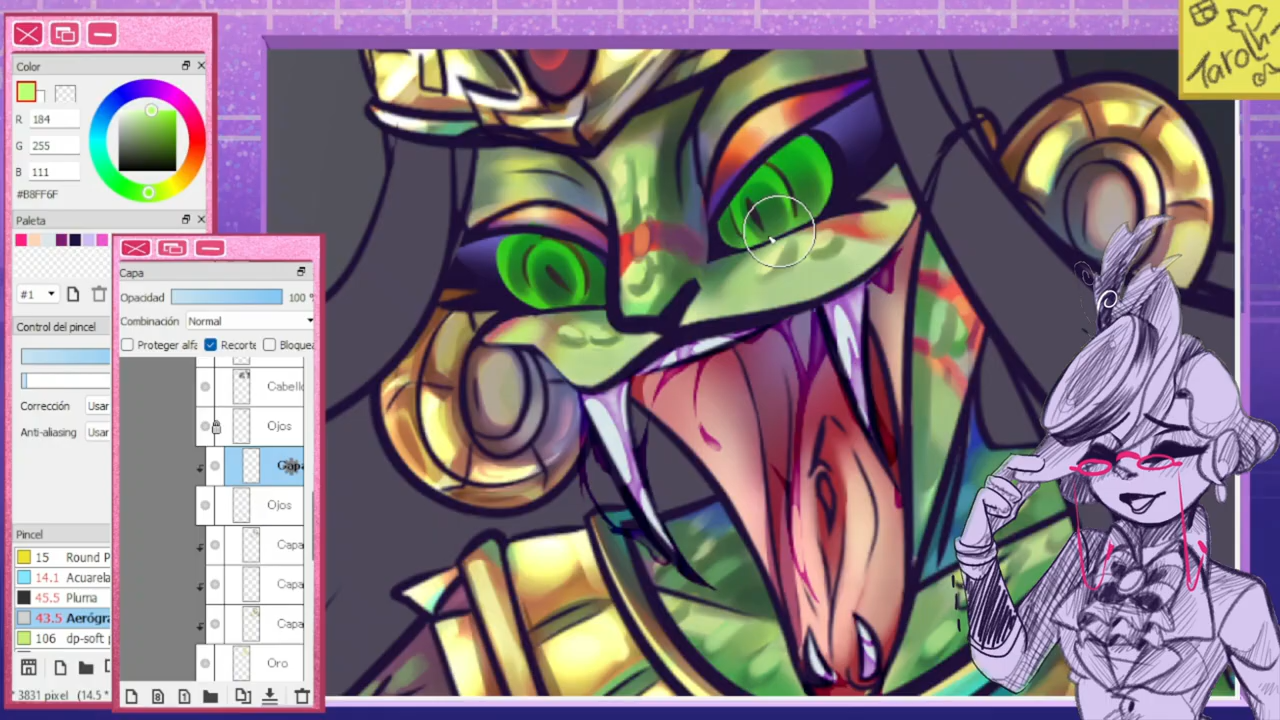 Color
R 184
G 255
B 111
#B8FF6F
Paleta
#1
Control del pincel
Corrección Usar
Anti-aliasing Usar
Pincel
15 Round P
14.1 Acuarela
45.5 Pluma
43.5 Aerógra
106 dp-soft p
* 3831 pixel (14.5 *
Capa
Opacidad 100 %
Combinación Normal
Proteger alfa Recorte Bloquea
Cabello
Ojos
Capa
Ojos
Capa
Capa
Capa
Oro